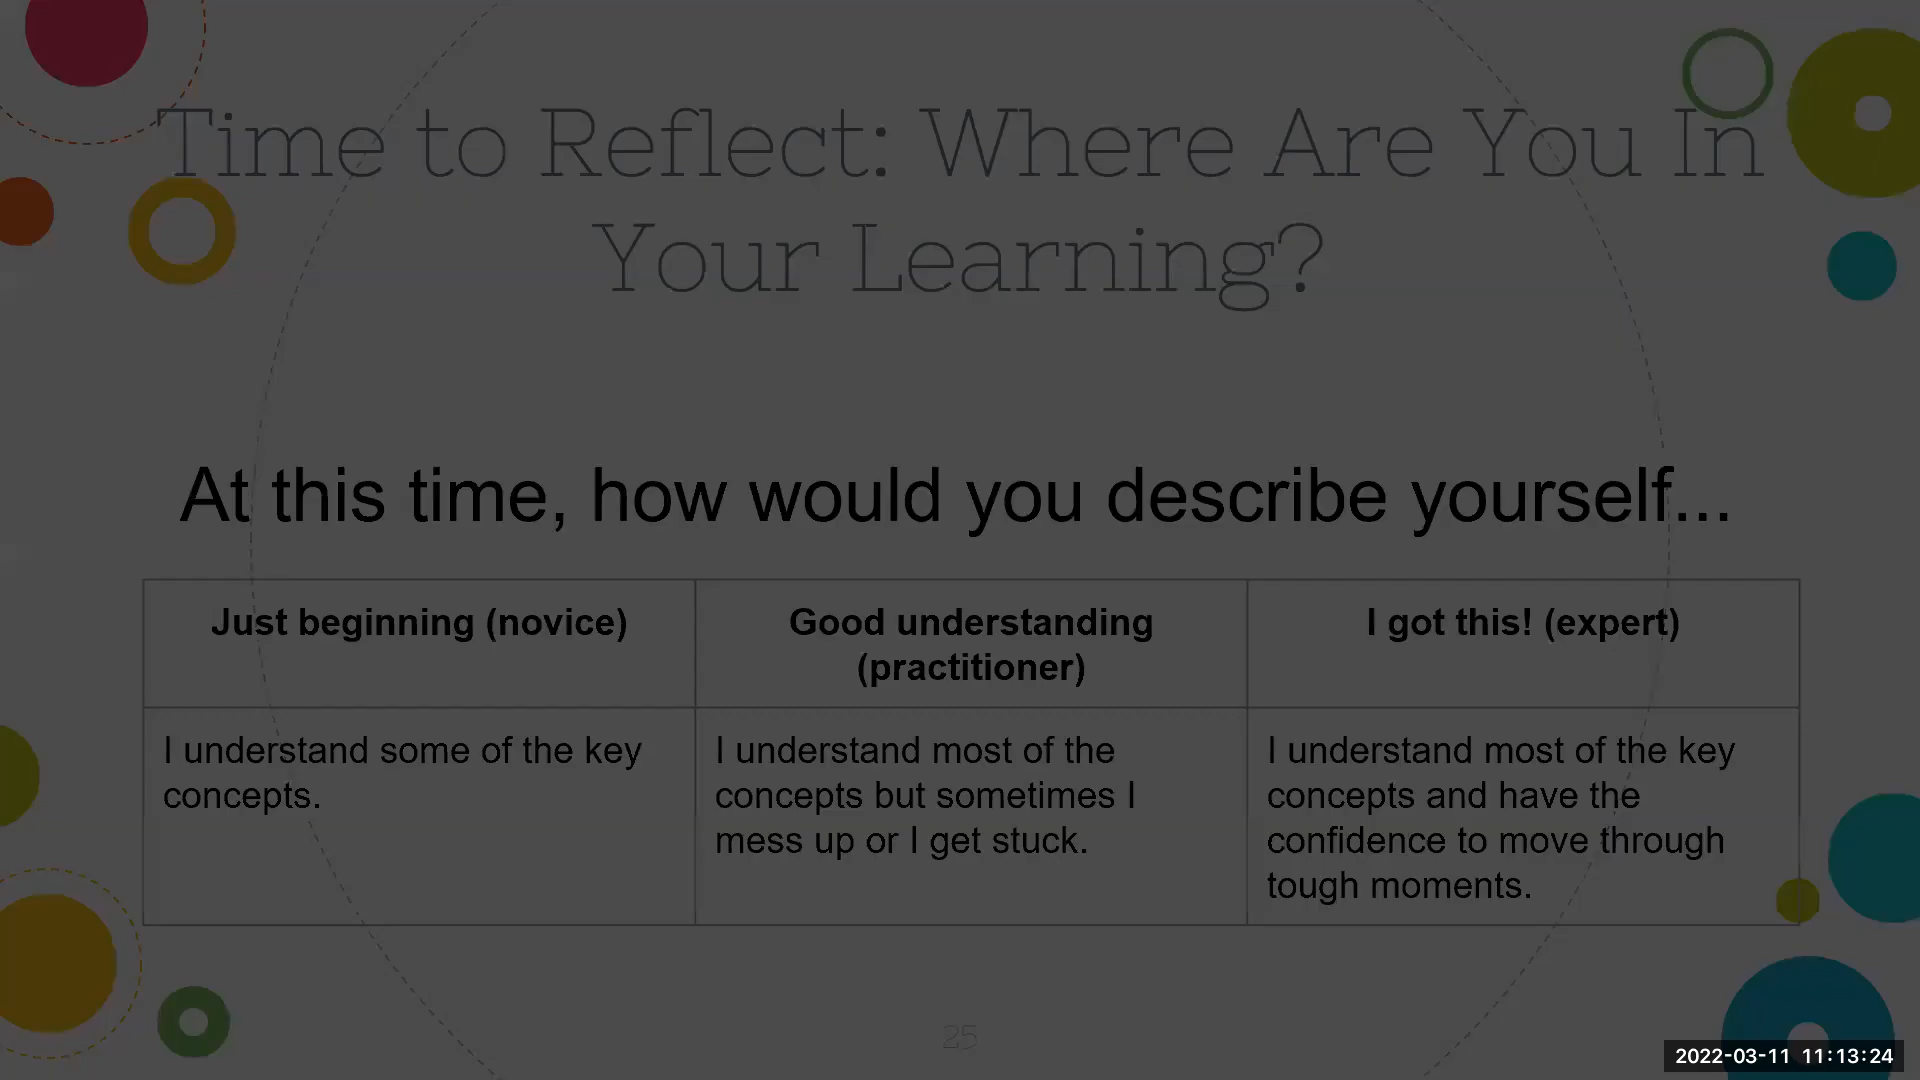 Time to Reflect: Where Are You In
Your Learning?
At this time, how would you describe yourself...
Just beginning (novice)
Good understanding
(practitioner)
I got this! (expert)
I understand some of the key
concepts.
I understand most of the
concepts but sometimes I
mess up or I get stuck.
I understand most of the key
concepts and have the
confidence to move through
tough moments.
25
2022-03-11 11:13:24